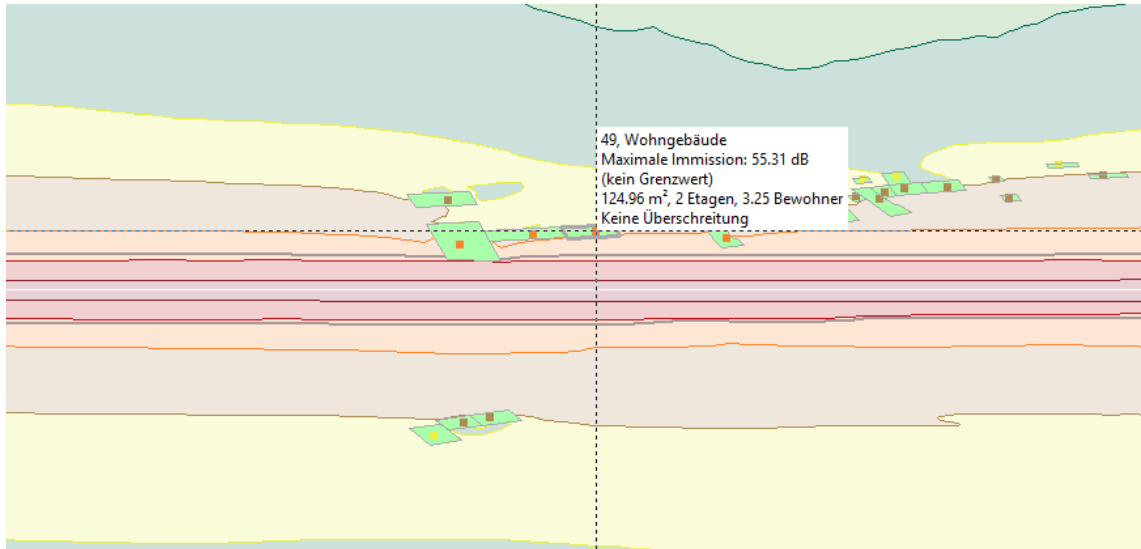 49, Wohngebäude
Maximale Immission: 55.31 dB
(kein Grenzwert)
124.96 m², 2 Etagen, 3.25 Bewohner
Keine Überschreitung